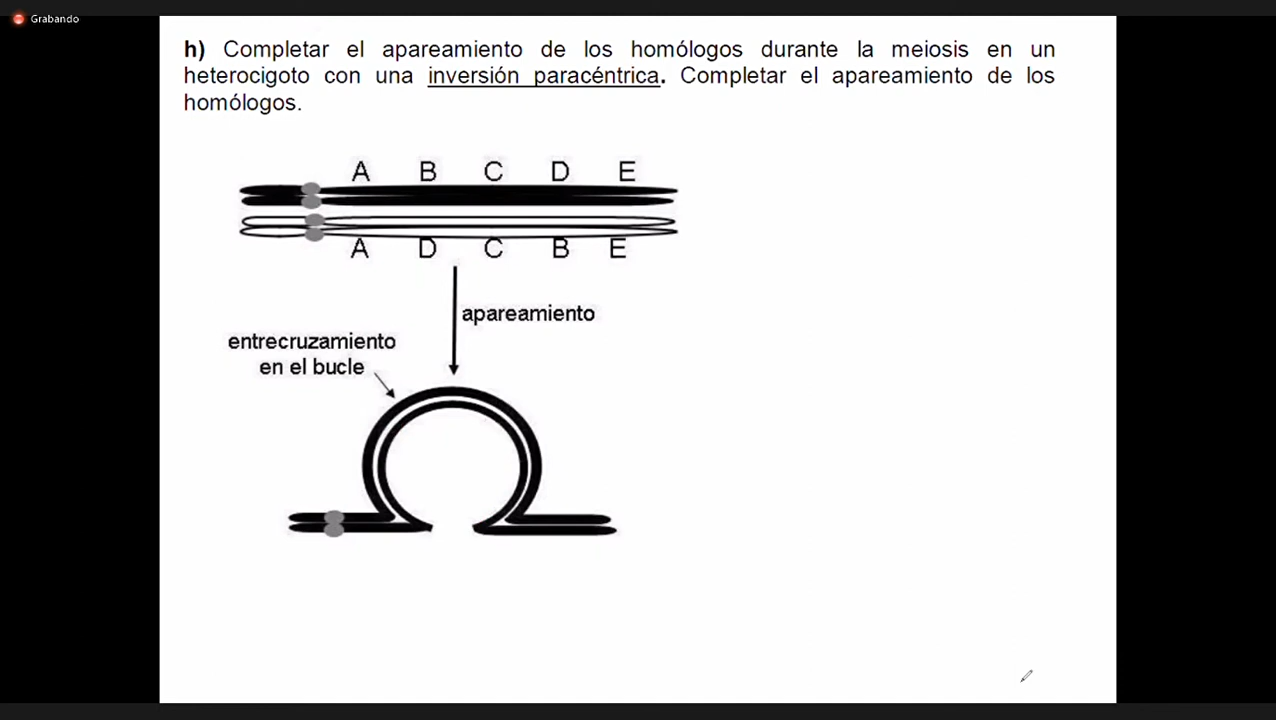 Grabando
h) Completar el apareamiento de los homólogos durante la meiosis en un
heterocigoto con una inversión paracéntrica. Completar el apareamiento de los
homólogos.
A B C D E
A D C B E
apareamiento
entrecruzamiento
en el bucle